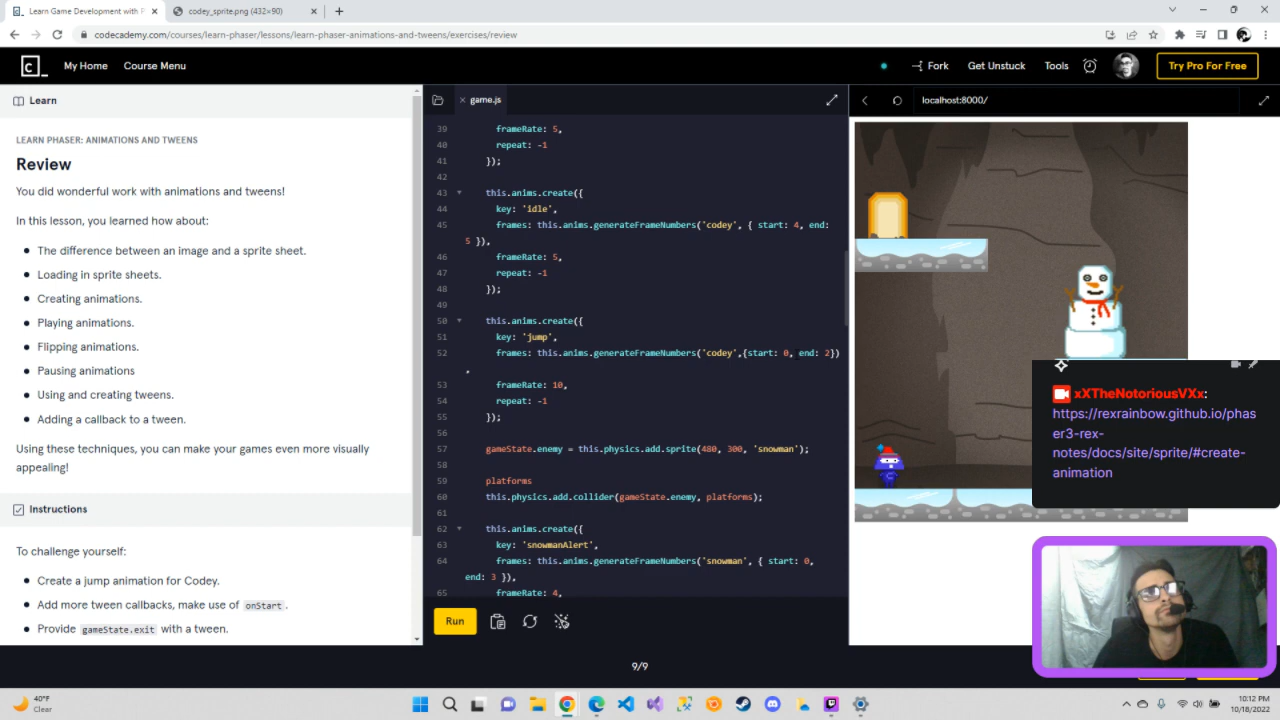 Learn Game Development with P
codey_sprite.png (432×90)
codecademy.com/courses/learn-phaser/lessons/learn-phaser-animations-and-tweens/exercises/review
My Home
Course Menu
Fork
Get Unstuck
Tools
Try Pro For Free
Learn
LEARN PHASER: ANIMATIONS AND TWEENS
Review
You did wonderful work with animations and tweens!
In this lesson, you learned how about:
The difference between an image and a sprite sheet.
Loading in sprite sheets.
Creating animations.
Playing animations.
Flipping animations.
Pausing animations
Using and creating tweens.
Adding a callback to a tween.
Using these techniques, you can make your games even more visually
appealing!
Instructions
To challenge yourself:
Create a jump animation for Codey.
Add more tween callbacks, make use of onStart.
Provide gameState.exit with a tween.
game.js
39 frameRate: 5,
40 repeat: -1
41 });
42
43 this.anims.create({
44 key: 'idle',
45 frames: this.anims.generateFrameNumbers('codey', { start: 4, end:
5 }),
46 frameRate: 5,
47 repeat: -1
48 });
49
50 this.anims.create({
51 key: 'jump',
52 frames: this.anims.generateFrameNumbers('codey',{start: 0, end: 2})
,
53 frameRate: 10,
54 repeat: -1
55 });
56
57 gameState.enemy = this.physics.add.sprite(480, 300, 'snowman');
58
59 platforms
60 this.physics.add.collider(gameState.enemy, platforms);
61
62 this.anims.create({
63 key: 'snowmanAlert',
64 frames: this.anims.generateFrameNumbers('snowman', { start: 0,
end: 3 }),
65 frameRate: 4,
Run
9/9
localhost:8000/
xXTheNotoriousVXx:
https://rexrainbow.github.io/phas
er3-rex-
notes/docs/site/sprite/#create-
animation
40°F
Clear
10:12 PM
10/18/2022